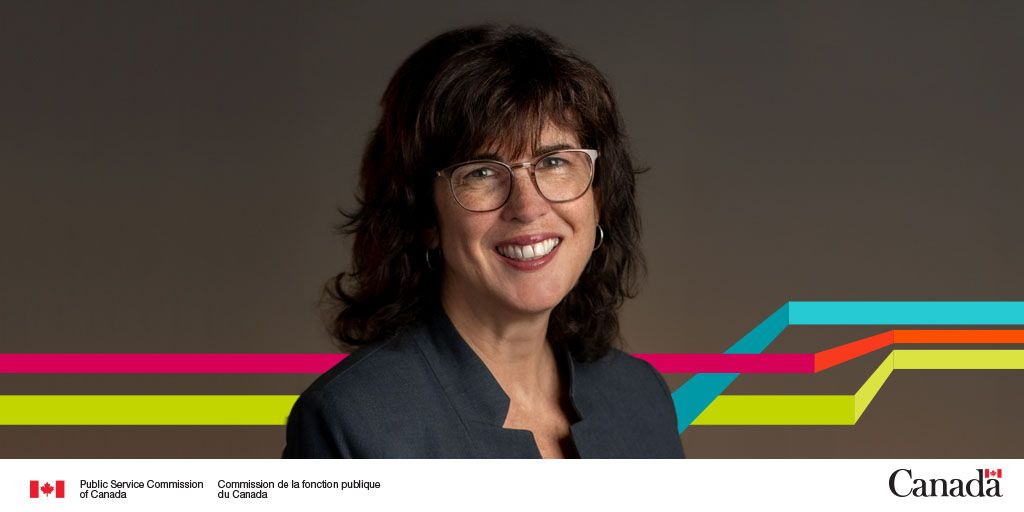 Public Service Commission
of Canada
Commission de la fonction publique
du Canada
Canada